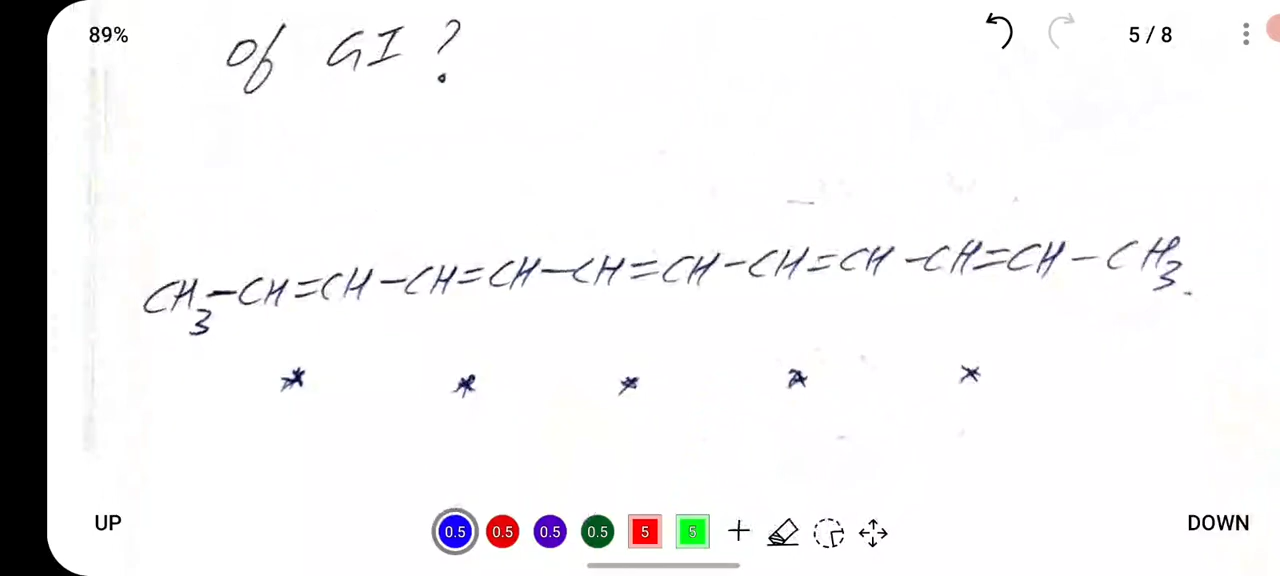 89%
of GI ?
5 / 8
CH3-CH=CH-CH=CH-CH=CH-CH=CH-CH=CH-CH3.
* * * * *
UP
0.5 0.5 0.5 0.5 5 5 +
DOWN